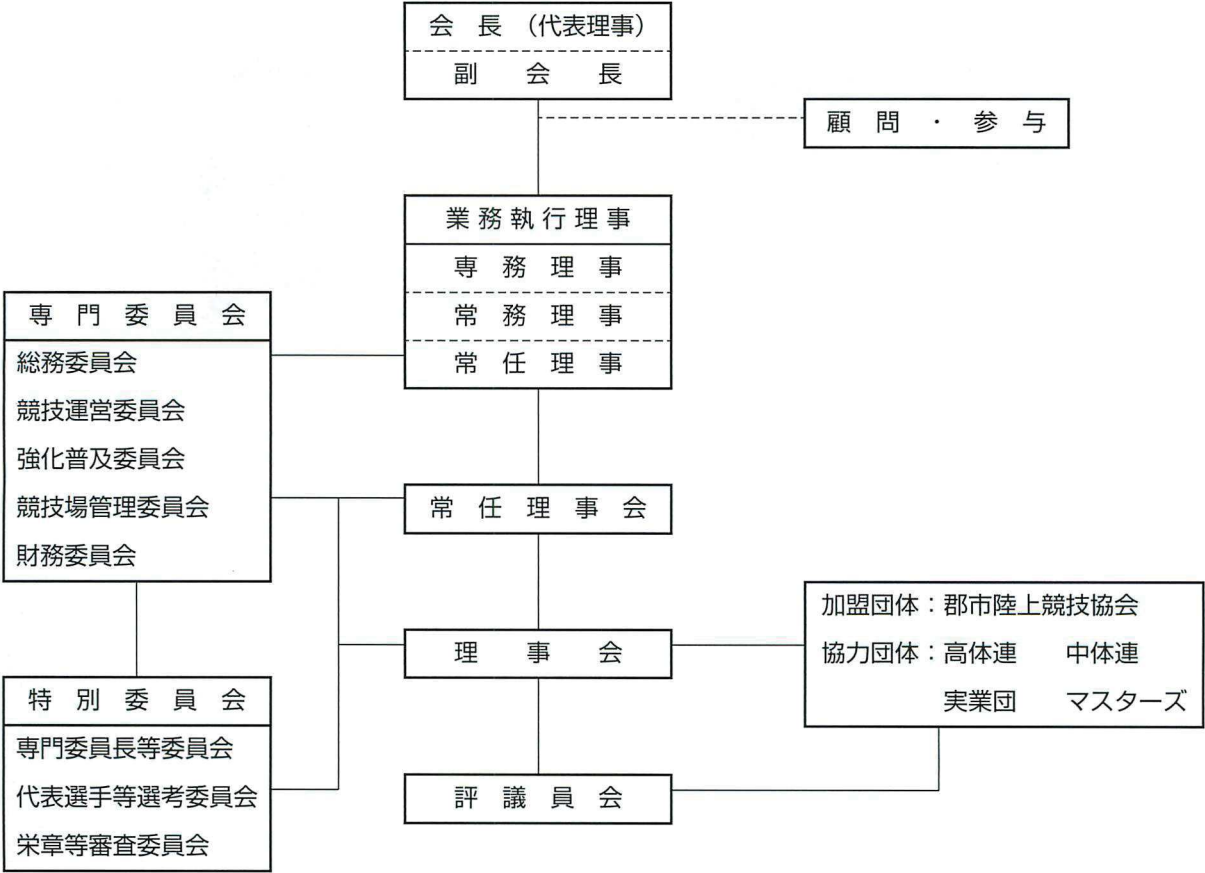 会長（代表理事）
副会長
顧問・参与
業務執行理事
専務理事
常務理事
常任理事
専門委員会
総務委員会
競技運営委員会
強化普及委員会
競技場管理委員会
財務委員会
常任理事会
理事会
加盟団体：郡市陸上競技協会
協力団体：高体連　中体連
実業団　マスターズ
特別委員会
専門委員長等委員会
代表選手等選考委員会
栄章等審査委員会
評議員会